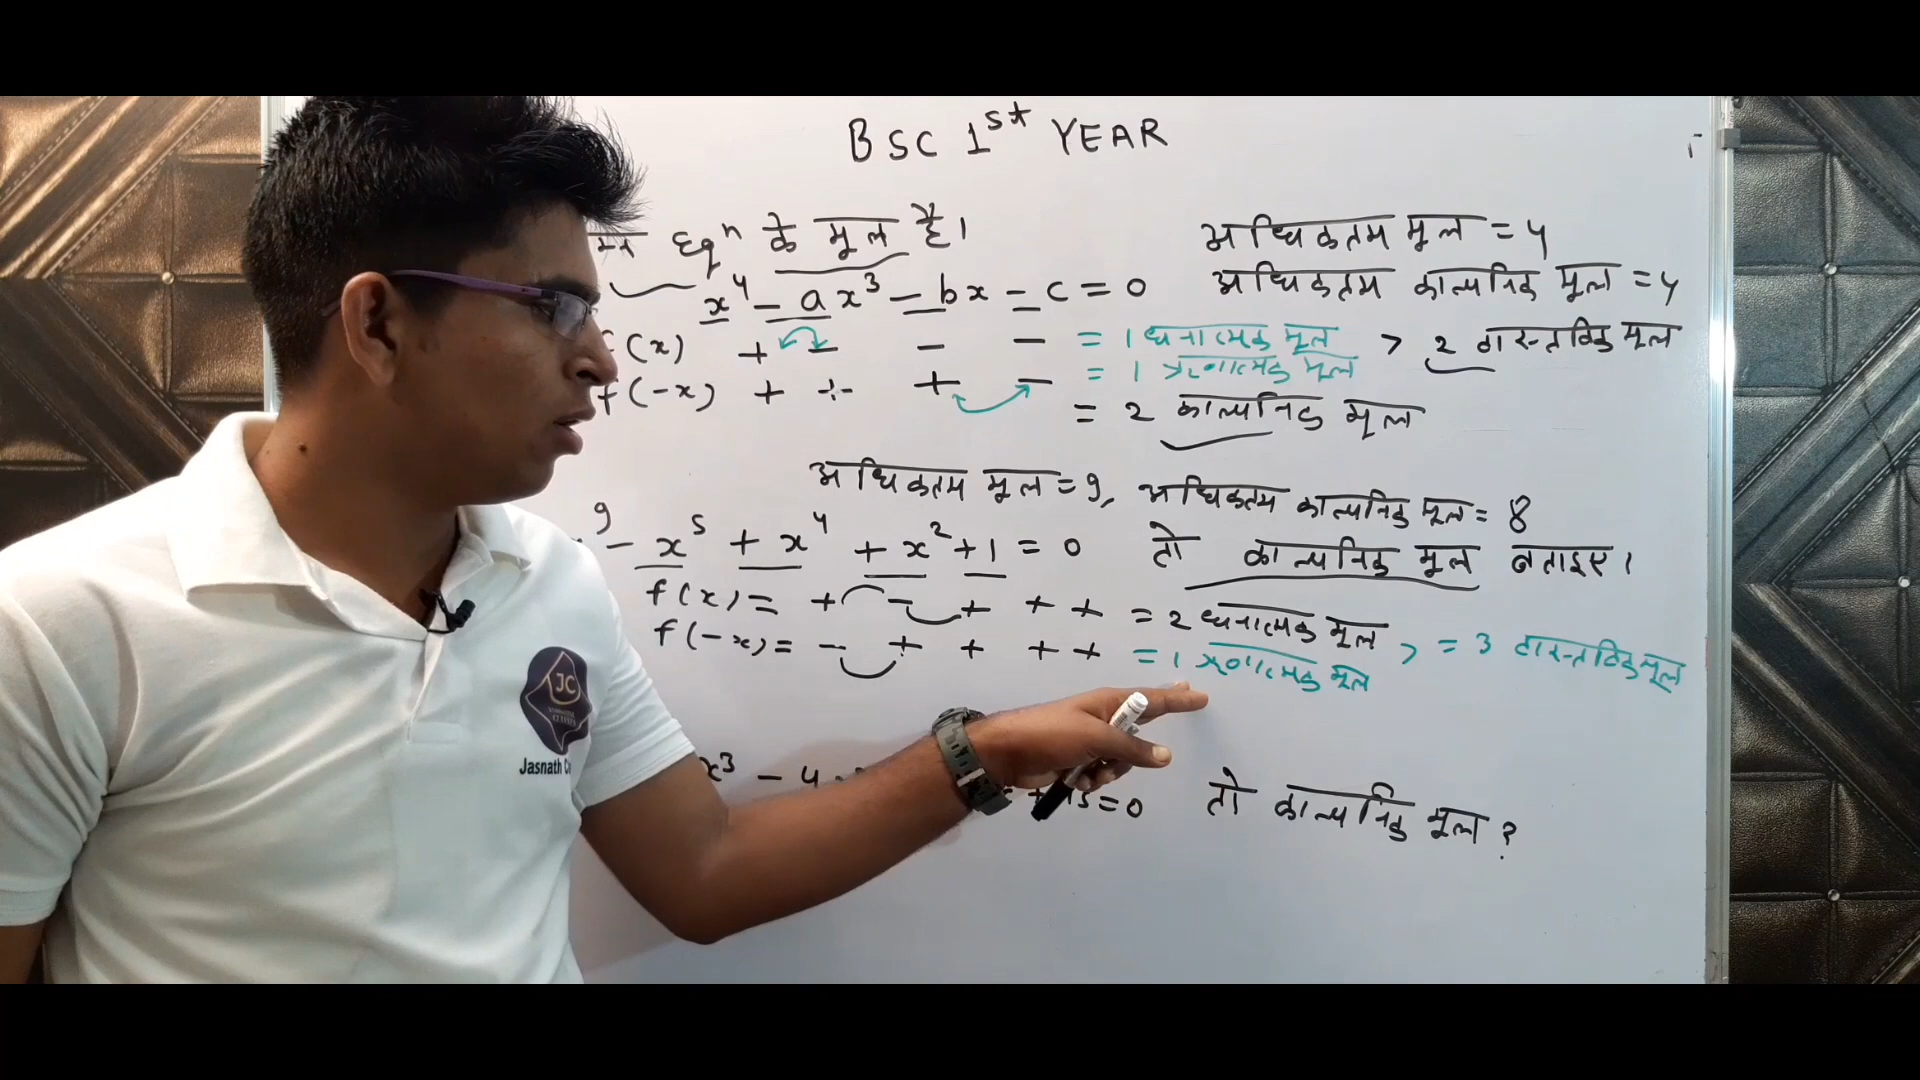 BSC 1st YEAR
Eqn के मूल है।
x⁴ - ax³ - bx - c = 0
अधिकतम मूल = 4
अधिकतम काल्पनिक मूल = 4
f(x) + - - - = 1 धनात्मक मूल > 2 वास्तविक मूल
f(-x) + + + - = 1 ऋणात्मक मूल
= 2 काल्पनिक मूल
अधिकतम मूल = 9, अधिकतम काल्पनिक मूल = 8
9 - x⁵ + x⁴ + x² + 1 = 0 तो काल्पनिक मूल बताइए।
f(x) = + - + + + = 2 धनात्मक मूल
f(-x) = - + + + + = 1 ऋणात्मक मूल > = 3 वास्तविक मूल
x³ - 4 = 0 तो काल्पनिक मूल ?
JC
Jasnath